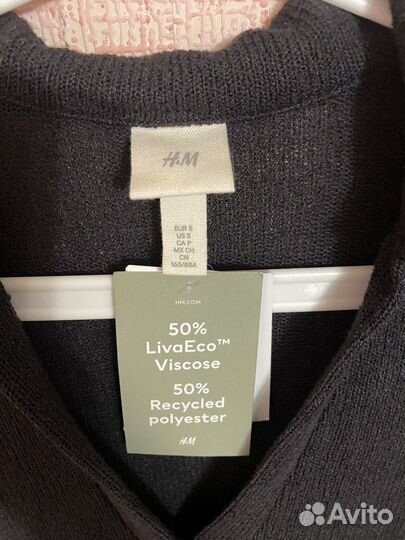 H&M
EUR S
US S
CA P
MX CH
CN
165/88A
HM.COM
50%
LivaEco™
Viscose
50%
Recycled
polyester
H&M
Avito